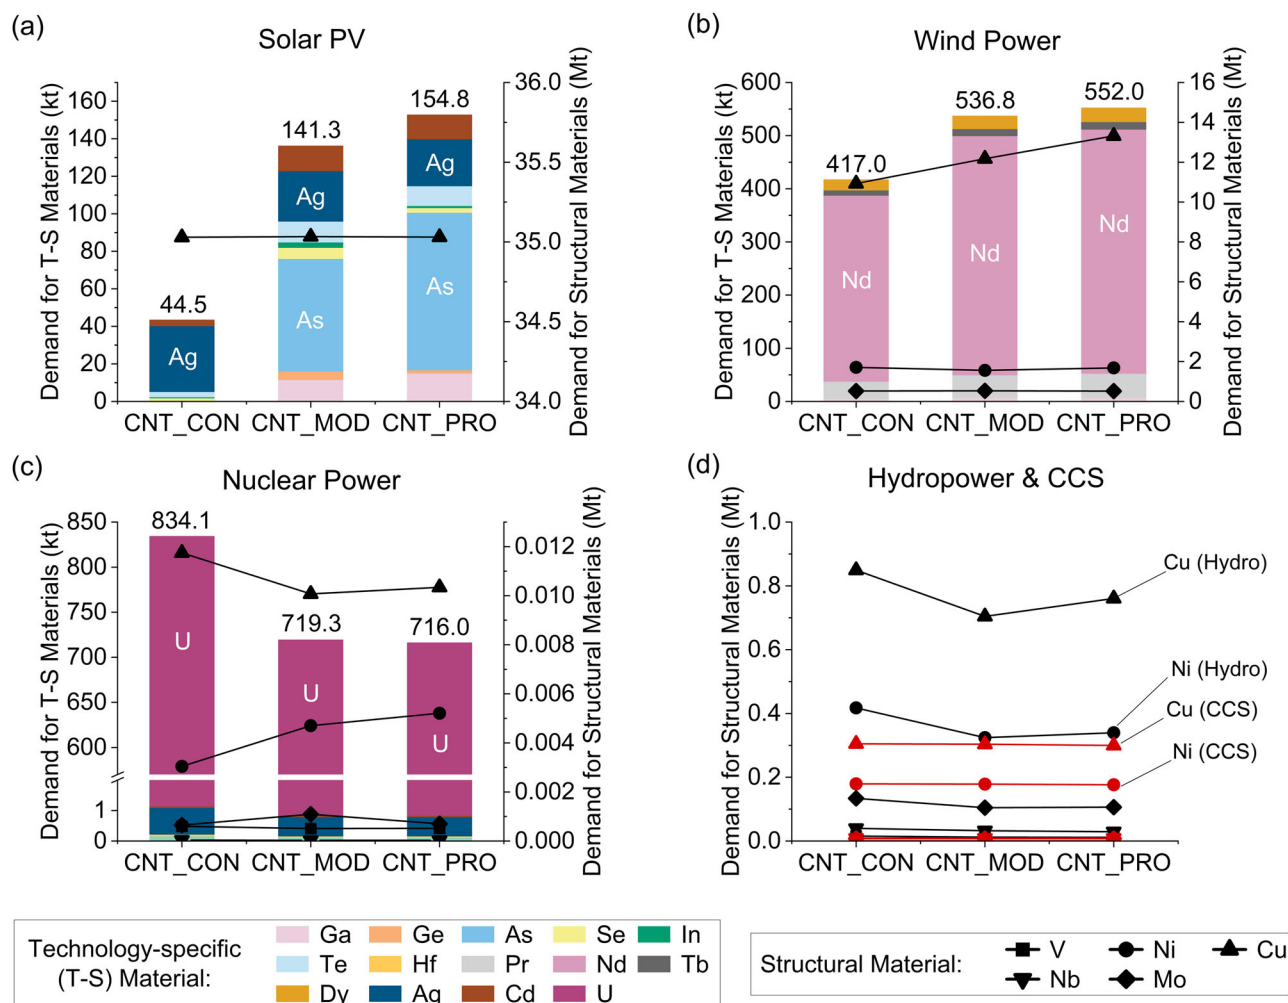 (a)
Solar PV
Demand for T-S Materials (kt)
160
140
120
100
80
60
40
20
0
44.5
141.3
154.8
Ag
Ag
Ag
As
As
36.0
35.5
35.0
34.5
34.0
Demand for Structural Materials (Mt)
CNT_CON CNT_MOD CNT_PRO
(b)
Wind Power
Demand for T-S Materials (kt)
600
500
400
300
200
100
0
417.0
536.8
552.0
Nd
Nd
Nd
16
14
12
10
8
6
4
2
0
Demand for Structural Materials (Mt)
CNT_CON CNT_MOD CNT_PRO
(c)
Nuclear Power
Demand for T-S Materials (kt)
850
800
750
700
650
600
1
0
834.1
719.3
716.0
U
U
U
0.012
0.010
0.008
0.006
0.004
0.002
0.000
Demand for Structural Materials (Mt)
CNT_CON CNT_MOD CNT_PRO
(d)
Hydropower & CCS
Demand for Structural Materials (Mt)
1.0
0.8
0.6
0.4
0.2
0.0
Cu (Hydro)
Ni (Hydro)
Cu (CCS)
Ni (CCS)
CNT_CON CNT_MOD CNT_PRO
Technology-specific
(T-S) Material:
Ga Ge As Se In
Te Hf Pr Nd Tb
Dy Ag Cd U
Structural Material:
V Ni Cu
Nb Mo